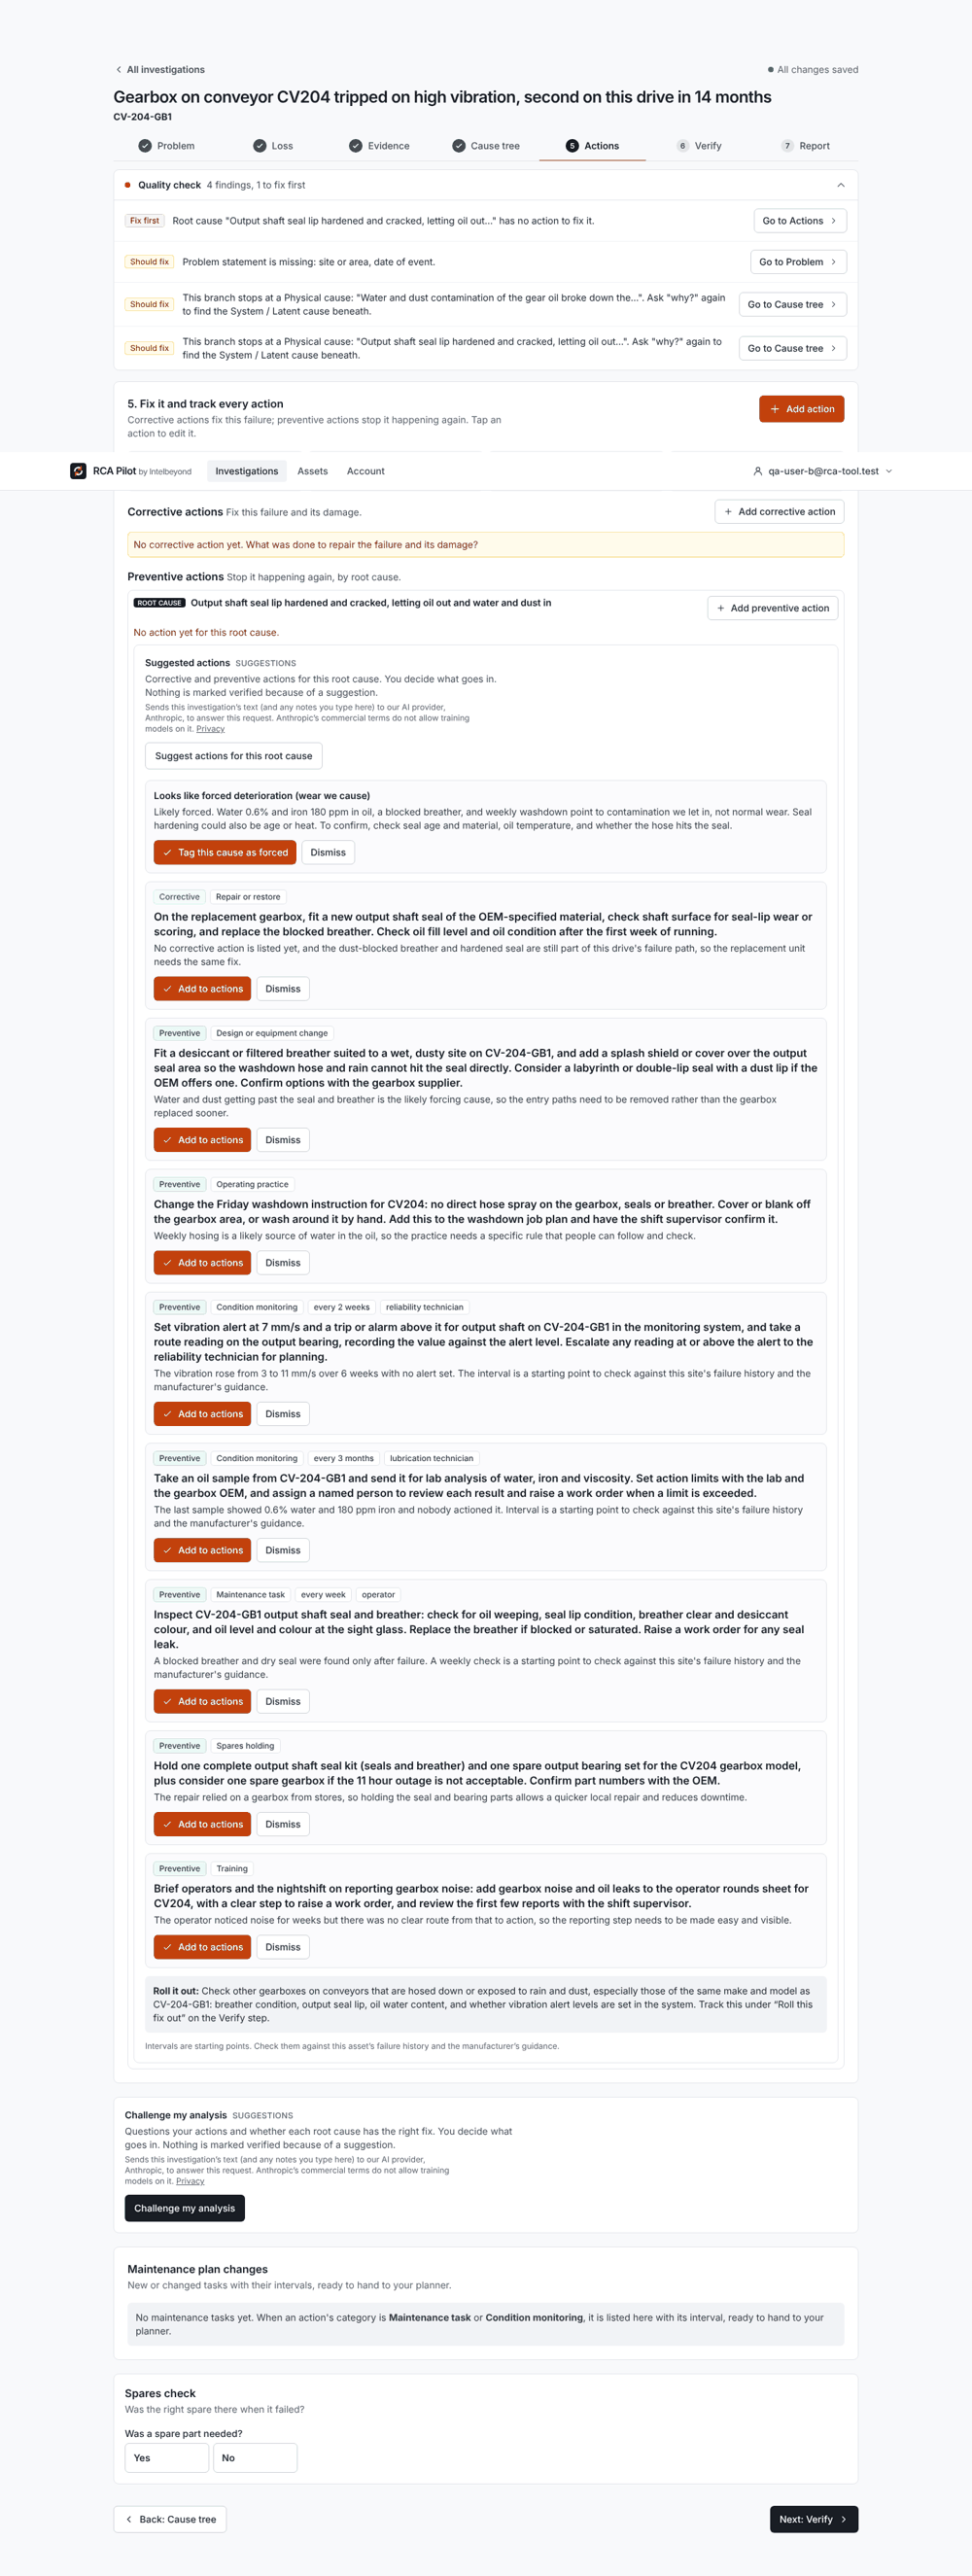 All investigations
All changes saved
Gearbox on conveyor CV204 tripped on high vibration, second on this drive in 14 months
CV-204-GB1
Problem
Loss
Evidence
Cause tree
5 Actions
6 Verify
7 Report
Quality check 4 findings, 1 to fix first
Fix first Root cause "Output shaft seal lip hardened and cracked, letting oil out..." has no action to fix it.
Go to Actions
Should fix Problem statement is missing: site or area, date of event.
Go to Problem
Should fix This branch stops at a Physical cause: "Water and dust contamination of the gear oil broke down the...". Ask "why?" again
to find the System / Latent cause beneath.
Go to Cause tree
Should fix This branch stops at a Physical cause: "Output shaft seal lip hardened and cracked, letting oil out...". Ask "why?" again to
find the System / Latent cause beneath.
Go to Cause tree
5. Fix it and track every action
Corrective actions fix this failure; preventive actions stop it happening again. Tap an
action to edit it.
Add action
RCA Pilot by Intelbeyond
Investigations
Assets
Account
qa-user-b@rca-tool.test
Corrective actions Fix this failure and its damage.
Add corrective action
No corrective action yet. What was done to repair the failure and its damage?
Preventive actions Stop it happening again, by root cause.
ROOT CAUSE Output shaft seal lip hardened and cracked, letting oil out and water and dust in
Add preventive action
No action yet for this root cause.
Suggested actions SUGGESTIONS
Corrective and preventive actions for this root cause. You decide what goes in.
Nothing is marked verified because of a suggestion.
Sends this investigation's text (and any notes you type here) to our AI provider,
Anthropic, to answer this request. Anthropic's commercial terms do not allow training
models on it. Privacy
Suggest actions for this root cause
Looks like forced deterioration (wear we cause)
Likely forced. Water 0.6% and iron 180 ppm in oil, a blocked breather, and weekly washdown point to contamination we let in, not normal wear. Seal
hardening could also be age or heat. To confirm, check seal age and material, oil temperature, and whether the hose hits the seal.
Tag this cause as forced
Dismiss
Corrective
Repair or restore
On the replacement gearbox, fit a new output shaft seal of the OEM-specified material, check shaft surface for seal-lip wear or
scoring, and replace the blocked breather. Check oil fill level and oil condition after the first week of running.
No corrective action is listed yet, and the dust-blocked breather and hardened seal are still part of this drive's failure path, so the replacement unit
needs the same fix.
Add to actions
Dismiss
Preventive
Design or equipment change
Fit a desiccant or filtered breather suited to a wet, dusty site on CV-204-GB1, and add a splash shield or cover over the output
seal area so the washdown hose and rain cannot hit the seal directly. Consider a labyrinth or double-lip seal with a dust lip if the
OEM offers one. Confirm options with the gearbox supplier.
Water and dust getting past the seal and breather is the likely forcing cause, so the entry paths need to be removed rather than the gearbox
replaced sooner.
Add to actions
Dismiss
Preventive
Operating practice
Change the Friday washdown instruction for CV204: no direct hose spray on the gearbox, seals or breather. Cover or blank off
the gearbox area, or wash around it by hand. Add this to the washdown job plan and have the shift supervisor confirm it.
Weekly hosing is a likely source of water in the oil, so the practice needs a specific rule that people can follow and check.
Add to actions
Dismiss
Preventive
Condition monitoring
every 2 weeks
reliability technician
Set vibration alert at 7 mm/s and a trip or alarm above it for output shaft on CV-204-GB1 in the monitoring system, and take a
route reading on the output bearing, recording the value against the alert level. Escalate any reading at or above the alert to the
reliability technician for planning.
The vibration rose from 3 to 11 mm/s over 6 weeks with no alert set. The interval is a starting point to check against this site's failure history and the
manufacturer's guidance.
Add to actions
Dismiss
Preventive
Condition monitoring
every 3 months
lubrication technician
Take an oil sample from CV-204-GB1 and send it for lab analysis of water, iron and viscosity. Set action limits with the lab and
the gearbox OEM, and assign a named person to review each result and raise a work order when a limit is exceeded.
The last sample showed 0.6% water and 180 ppm iron and nobody actioned it. Interval is a starting point to check against this site's failure history
and the manufacturer's guidance.
Add to actions
Dismiss
Preventive
Maintenance task
every week
operator
Inspect CV-204-GB1 output shaft seal and breather: check for oil weeping, seal lip condition, breather clear and desiccant
colour, and oil level and colour at the sight glass. Replace the breather if blocked or saturated. Raise a work order for any seal
leak.
A blocked breather and dry seal were found only after failure. A weekly check is a starting point to check against this site's failure history and the
manufacturer's guidance.
Add to actions
Dismiss
Preventive
Spares holding
Hold one complete output shaft seal kit (seals and breather) and one spare output bearing set for the CV204 gearbox model,
plus consider one spare gearbox if the 11 hour outage is not acceptable. Confirm part numbers with the OEM.
The repair relied on a gearbox from stores, so holding the seal and bearing parts allows a quicker local repair and reduces downtime.
Add to actions
Dismiss
Preventive
Training
Brief operators and the nightshift on reporting gearbox noise: add gearbox noise and oil leaks to the operator rounds sheet for
CV204, with a clear step to raise a work order, and review the first few reports with the shift supervisor.
The operator noticed noise for weeks but there was no clear route from that to action, so the reporting step needs to be made easy and visible.
Add to actions
Dismiss
Roll it out: Check other gearboxes on conveyors that are hosed down or exposed to rain and dust, especially those of the same make and model as
CV-204-GB1: breather condition, output shaft seal lip, oil water content, and whether vibration alert levels are set in the system. Track this under “Roll this
fix out” on the Verify step.
Intervals are starting points. Check them against this asset's failure history and the manufacturer's guidance.
Challenge my analysis SUGGESTIONS
Questions your actions and whether each root cause has the right fix. You decide what
goes in. Nothing is marked verified because of a suggestion.
Sends this investigation's text (and any notes you type here) to our AI provider,
Anthropic, to answer this request. Anthropic's commercial terms do not allow training
models on it. Privacy
Challenge my analysis
Maintenance plan changes
New or changed tasks with their intervals, ready to hand to your planner.
No maintenance tasks yet. When an action's category is Maintenance task or Condition monitoring, it is listed here with its interval, ready to hand to your
planner.
Spares check
Was the right spare there when it failed?
Was a spare part needed?
Yes
No
Back: Cause tree
Next: Verify